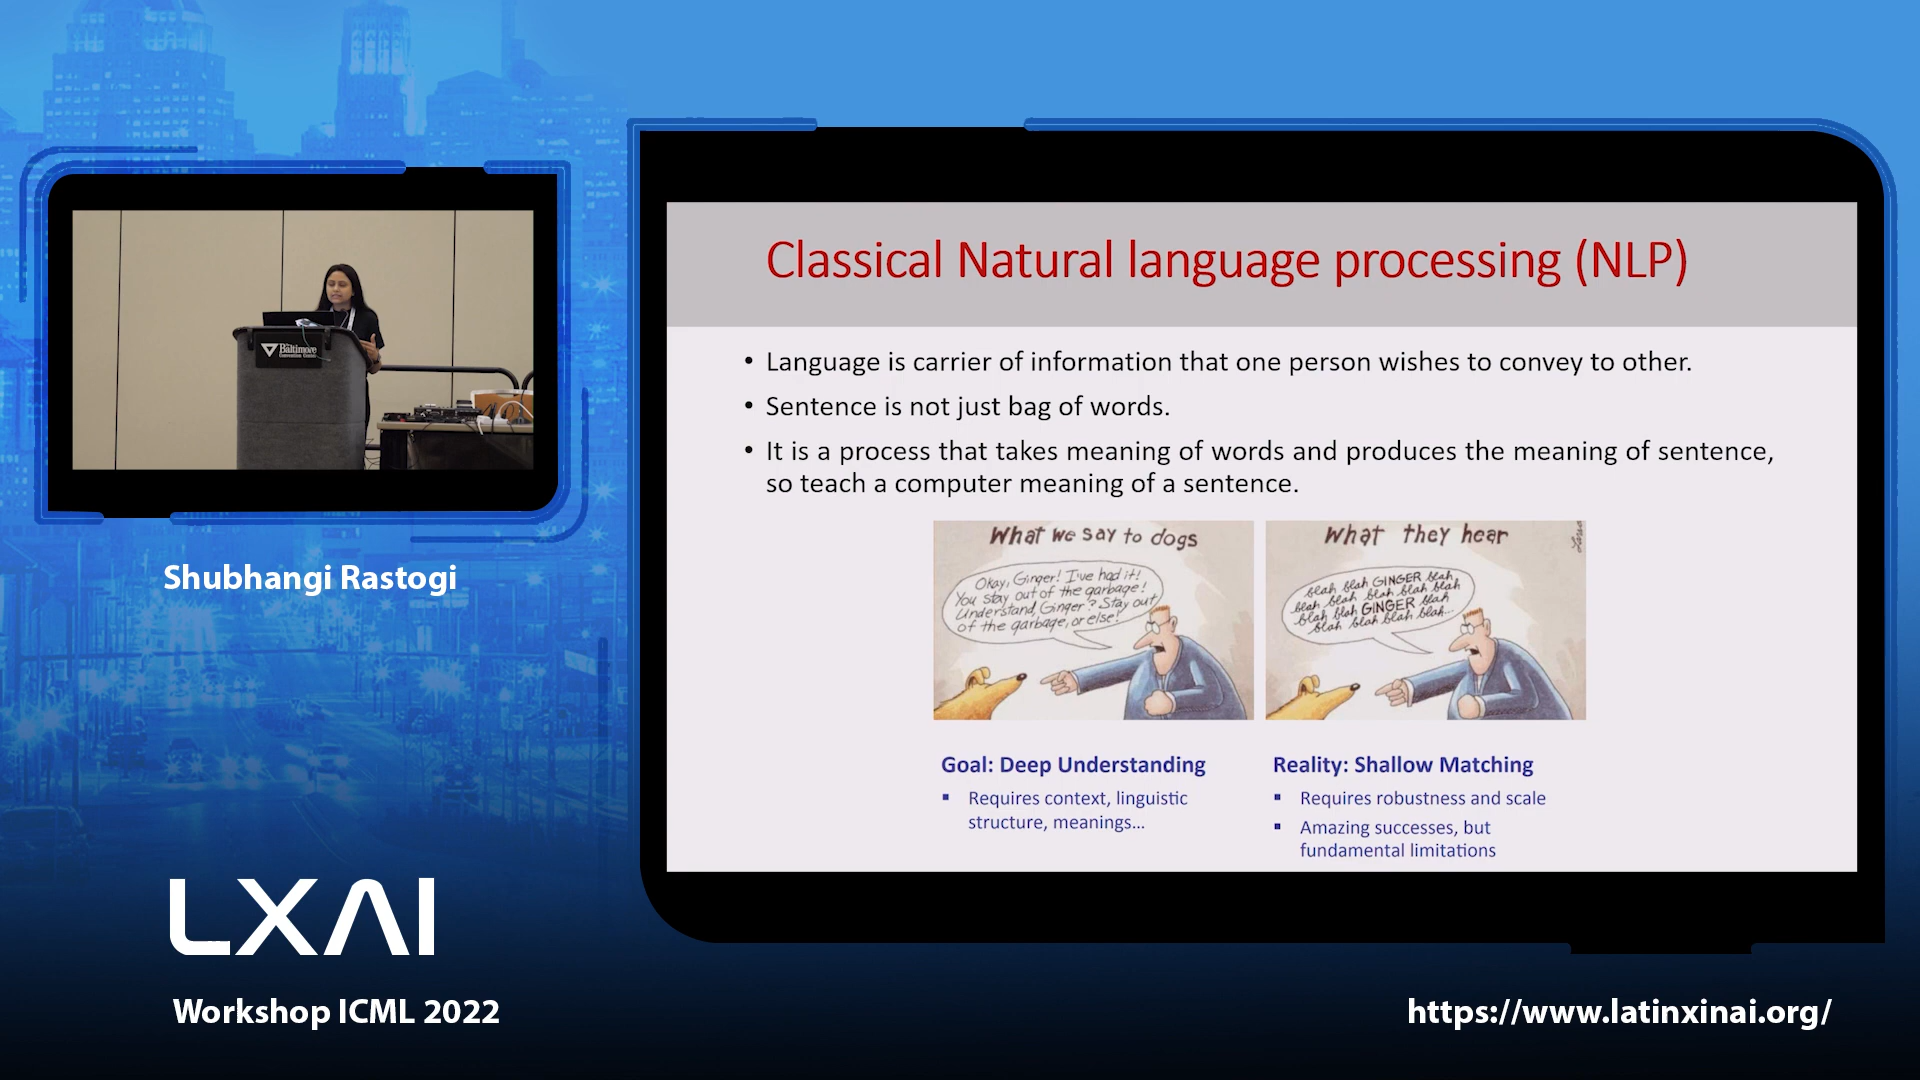 Baltimore
Convention Center
Shubhangi Rastogi
LXAI
Workshop ICML 2022
Classical Natural language processing (NLP)
• Language is carrier of information that one person wishes to convey to other.
• Sentence is not just bag of words.
• It is a process that takes meaning of words and produces the meaning of sentence,
so teach a computer meaning of a sentence.
What we say to dogs
Okay, Ginger! I've had it!
You stay out of the garbage!
Understand, Ginger? Stay out
of the garbage, or else!
What they hear
blah blah GINGER blah
blah blah blah blah blah
blah blah GINGER blah
blah blah blah blah...
Goal: Deep Understanding
▪ Requires context, linguistic
structure, meanings...
Reality: Shallow Matching
▪ Requires robustness and scale
▪ Amazing successes, but
fundamental limitations
https://www.latinxinai.org/